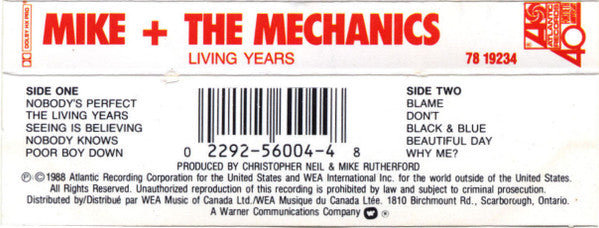 DOLBY HX PRO
MIKE + THE MECHANICS
LIVING YEARS
78 19234
ATLANTIC RECORDS
40
SIDE ONE
NOBODY'S PERFECT
THE LIVING YEARS
SEEING IS BELIEVING
NOBODY KNOWS
POOR BOY DOWN
0 2292-56004-4 8
SIDE TWO
BLAME
DON'T
BLACK & BLUE
BEAUTIFUL DAY
WHY ME?
PRODUCED BY CHRISTOPHER NEIL & MIKE RUTHERFORD
℗ © 1988 Atlantic Recording Corporation for the United States and WEA International Inc. for the world outside of the United States.
All Rights Reserved. Unauthorized reproduction of this recording is prohibited by law and subject to criminal prosecution.
Distributed by/Distribué par WEA Music of Canada Ltd./WEA Musique du Canada Ltée. 1810 Birchmount Rd., Scarborough, Ontario.
A Warner Communications Company ®